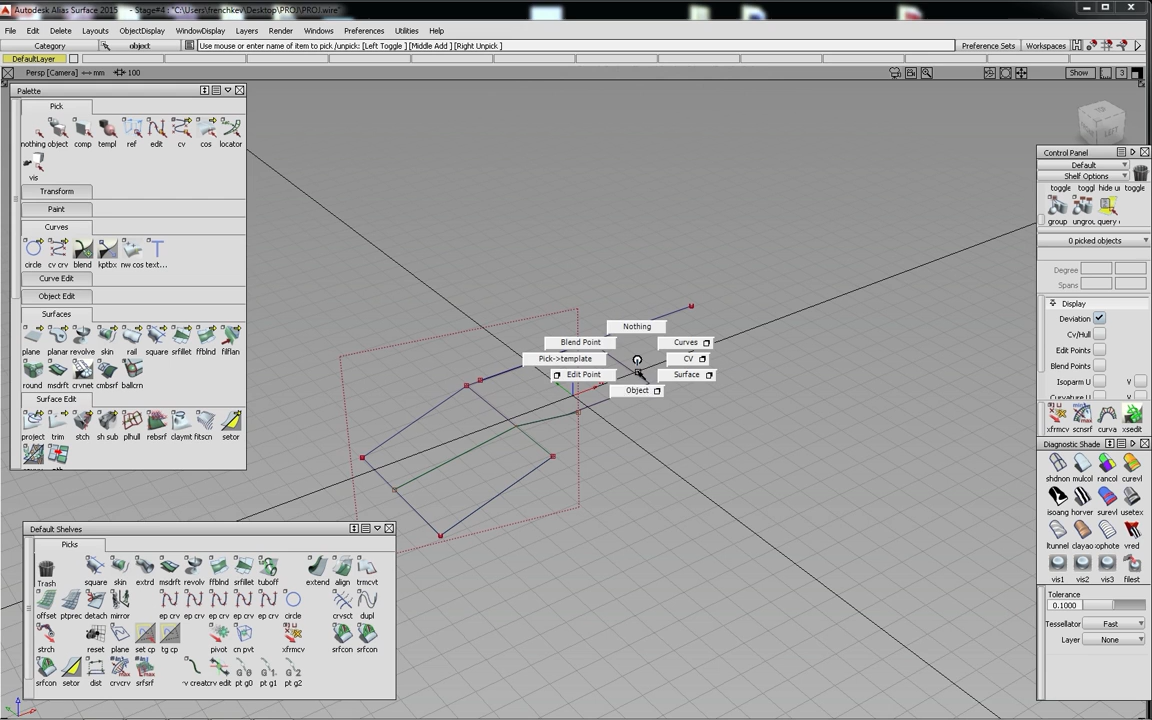 Autodesk Alias Surface 2015 - Stage#4 : "C:\Users\frenchkev\Desktop\PROJ\PROJ.wire"
File Edit Delete Layouts ObjectDisplay WindowDisplay Layers Render Windows Preferences Utilities Help
Category object Use mouse or enter name of item to pick /unpick: [Left Toggle ] [Middle Add ] [Right Unpick ] Preference Sets Workspaces
DefaultLayer
Persp [Camera] mm 100 Show 3
Palette
Pick
nothing object comp templ ref edit cv cos locator
vis
Transform
Paint
Curves
circle cv crv blend kptbx nw cos text...
Curve Edit
Object Edit
Surfaces
plane planar revolv skin rail square srfillet ffblnd filflan
round msdrft crvnet cmbsrf ballcrn
Surface Edit
project trim stch sh sub plhull rebsrf claymt fitscn setor
Default Shelves
Picks
Trash square skin extrd msdrft revolv ffblnd srfillet tuboff extend align trmcvt
offset ptprec detach mirror ep crv ep crv ep crv ep crv ep crv circle crvsct dupl
strch reset plane set cp tg cp pivot cn pvt xfrmcv srfcon srfcon
srfcon setor dist crvcrv srfsrf crv edit pt g0 pt g1 pt g2
Nothing
Blend Point Curves
Pick->template CV
Edit Point Surface
Object
LEFT
Control Panel
Default
Shelf Options
group ungrou query
0 picked objects
Degree
Spans
Display
Deviation
Cv/Hull
Edit Points
Blend Points
Isoparm U V
Curvature U V
xfrmcv scnsrf curva xsedit
Diagnostic Shade
shdnon mulcol rancol curevl
isoang horver surevl usetex
ltunnel clayao vred
vis1 vis2 vis3 filest
Tolerance
0.1000
Tessellator Fast
Layer None